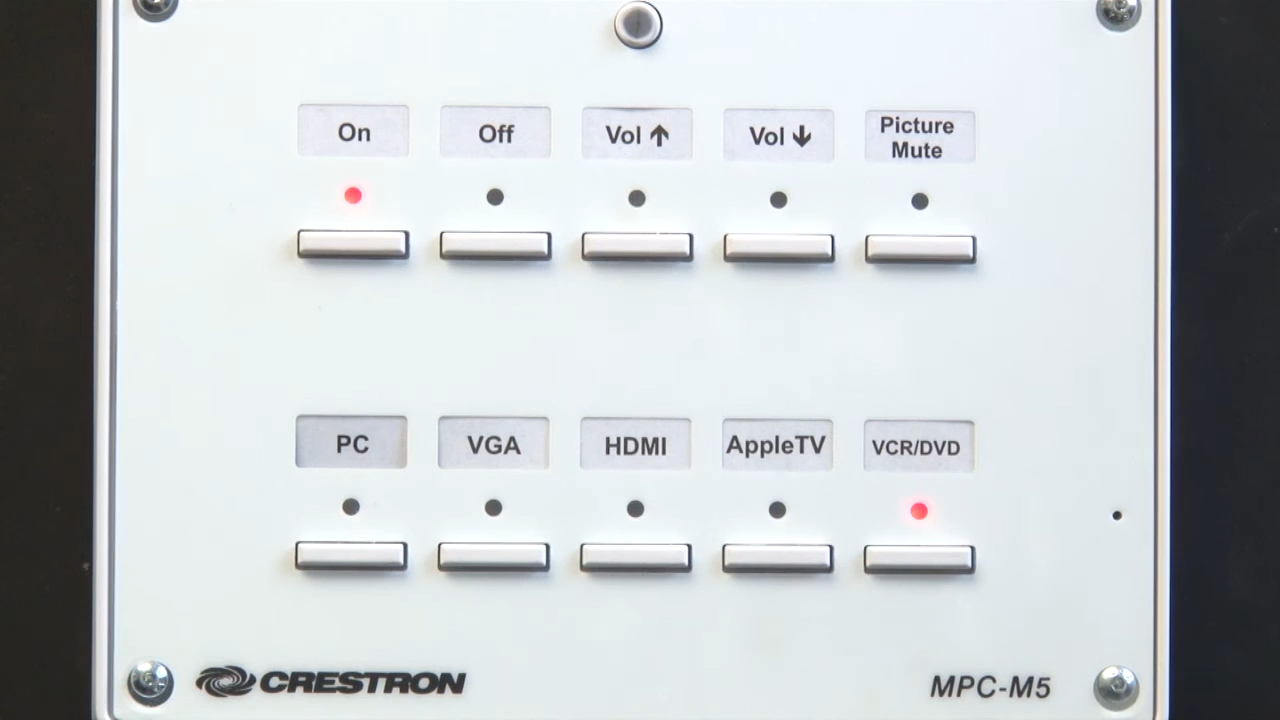 On
Off
Vol ↑
Vol ↓
Picture
Mute
PC
VGA
HDMI
AppleTV
VCR/DVD
CRESTRON
MPC-M5